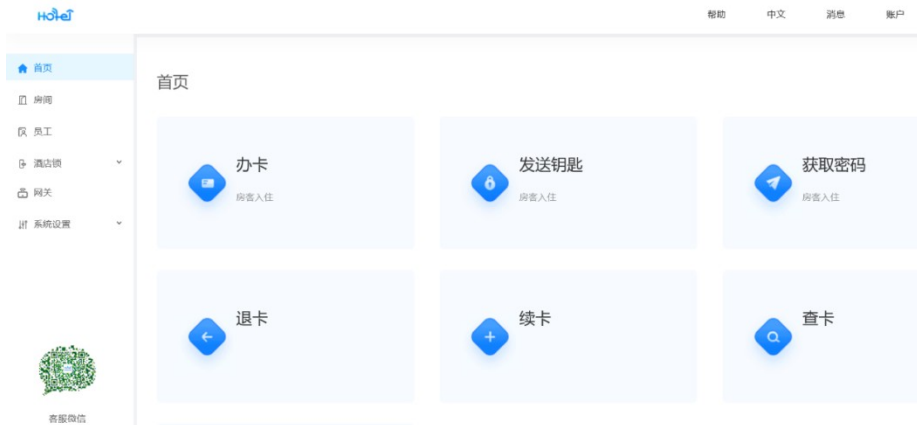 HOTel
帮助
中文
消息
账户
首页
房间
员工
酒店锁
网关
系统设置
客服微信
首页
办卡
房客入住
发送钥匙
房客入住
获取密码
房客入住
退卡
续卡
查卡